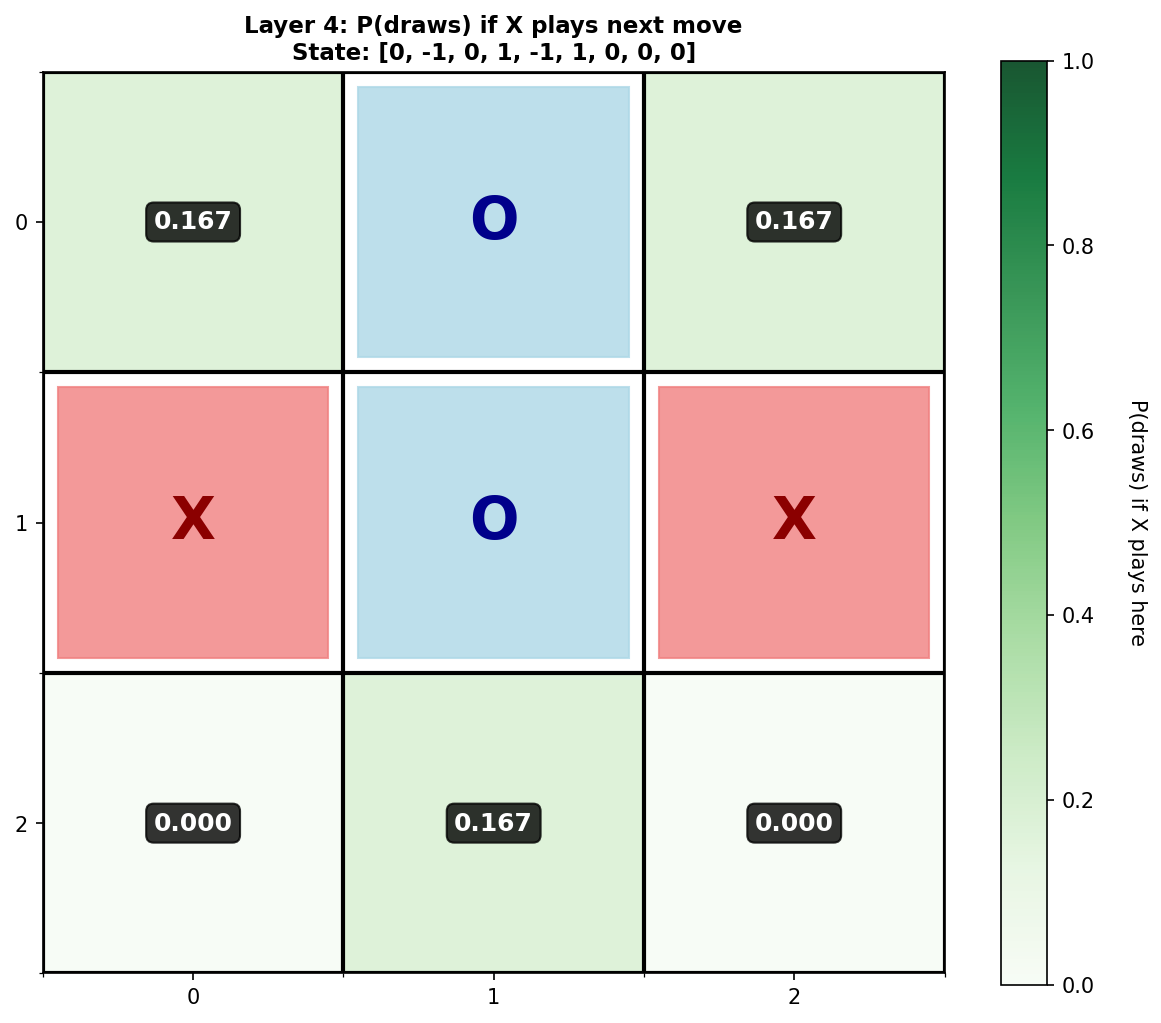 Layer 4: P(draws) if X plays next move
State: [0, -1, 0, 1, -1, 1, 0, 0, 0]
0
0.167
O
0.167
1
X
O
X
2
0.000
0.167
0.000
0
1
2
1.0
0.8
0.6
0.4
0.2
0.0
P(draws) if X plays here